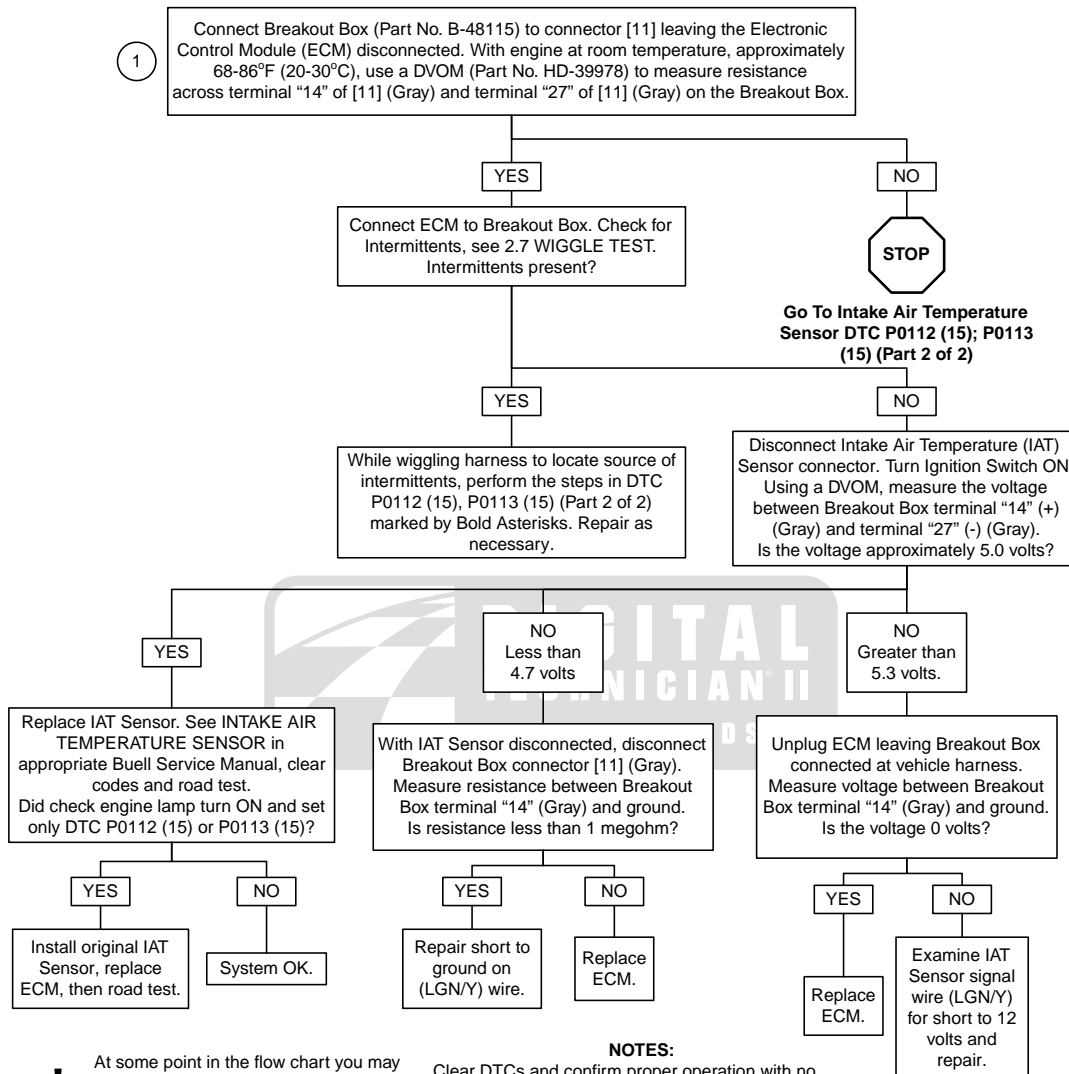 1
Connect Breakout Box (Part No. B-48115) to connector [11] leaving the Electronic
Control Module (ECM) disconnected. With engine at room temperature, approximately
68-86°F (20-30°C), use a DVOM (Part No. HD-39978) to measure resistance
across terminal “14” of [11] (Gray) and terminal “27” of [11] (Gray) on the Breakout Box.
YES
NO
Connect ECM to Breakout Box. Check for
Intermittents, see 2.7 WIGGLE TEST.
Intermittents present?
STOP
Go To Intake Air Temperature
Sensor DTC P0112 (15); P0113
(15) (Part 2 of 2)
YES
NO
While wiggling harness to locate source of
intermittents, perform the steps in DTC
P0112 (15), P0113 (15) (Part 2 of 2)
marked by Bold Asterisks. Repair as
necessary.
Disconnect Intake Air Temperature (IAT)
Sensor connector. Turn Ignition Switch ON
Using a DVOM, measure the voltage
between Breakout Box terminal “14” (+)
(Gray) and terminal “27” (-) (Gray).
Is the voltage approximately 5.0 volts?
YES
NO
Less than
4.7 volts
NO
Greater than
5.3 volts.
DIGITAL
TECHNICIAN II
Replace IAT Sensor. See INTAKE AIR
TEMPERATURE SENSOR in
appropriate Buell Service Manual, clear
codes and road test.
Did check engine lamp turn ON and set
only DTC P0112 (15) or P0113 (15)?
With IAT Sensor disconnected, disconnect
Breakout Box connector [11] (Gray).
Measure resistance between Breakout
Box terminal “14” (Gray) and ground.
Is resistance less than 1 megohm?
Unplug ECM leaving Breakout Box
connected at vehicle harness.
Measure voltage between Breakout
Box terminal “14” (Gray) and ground.
Is the voltage 0 volts?
YES
NO
YES
NO
YES
NO
Install original IAT
Sensor, replace
ECM, then road test.
System OK.
Repair short to
ground on
(LGN/Y) wire.
Replace
ECM.
Replace
ECM.
Examine IAT
Sensor signal
wire (LGN/Y)
for short to 12
volts and
repair.
At some point in the flow chart you may
NOTES:
Clear DTCs and confirm proper operation with no